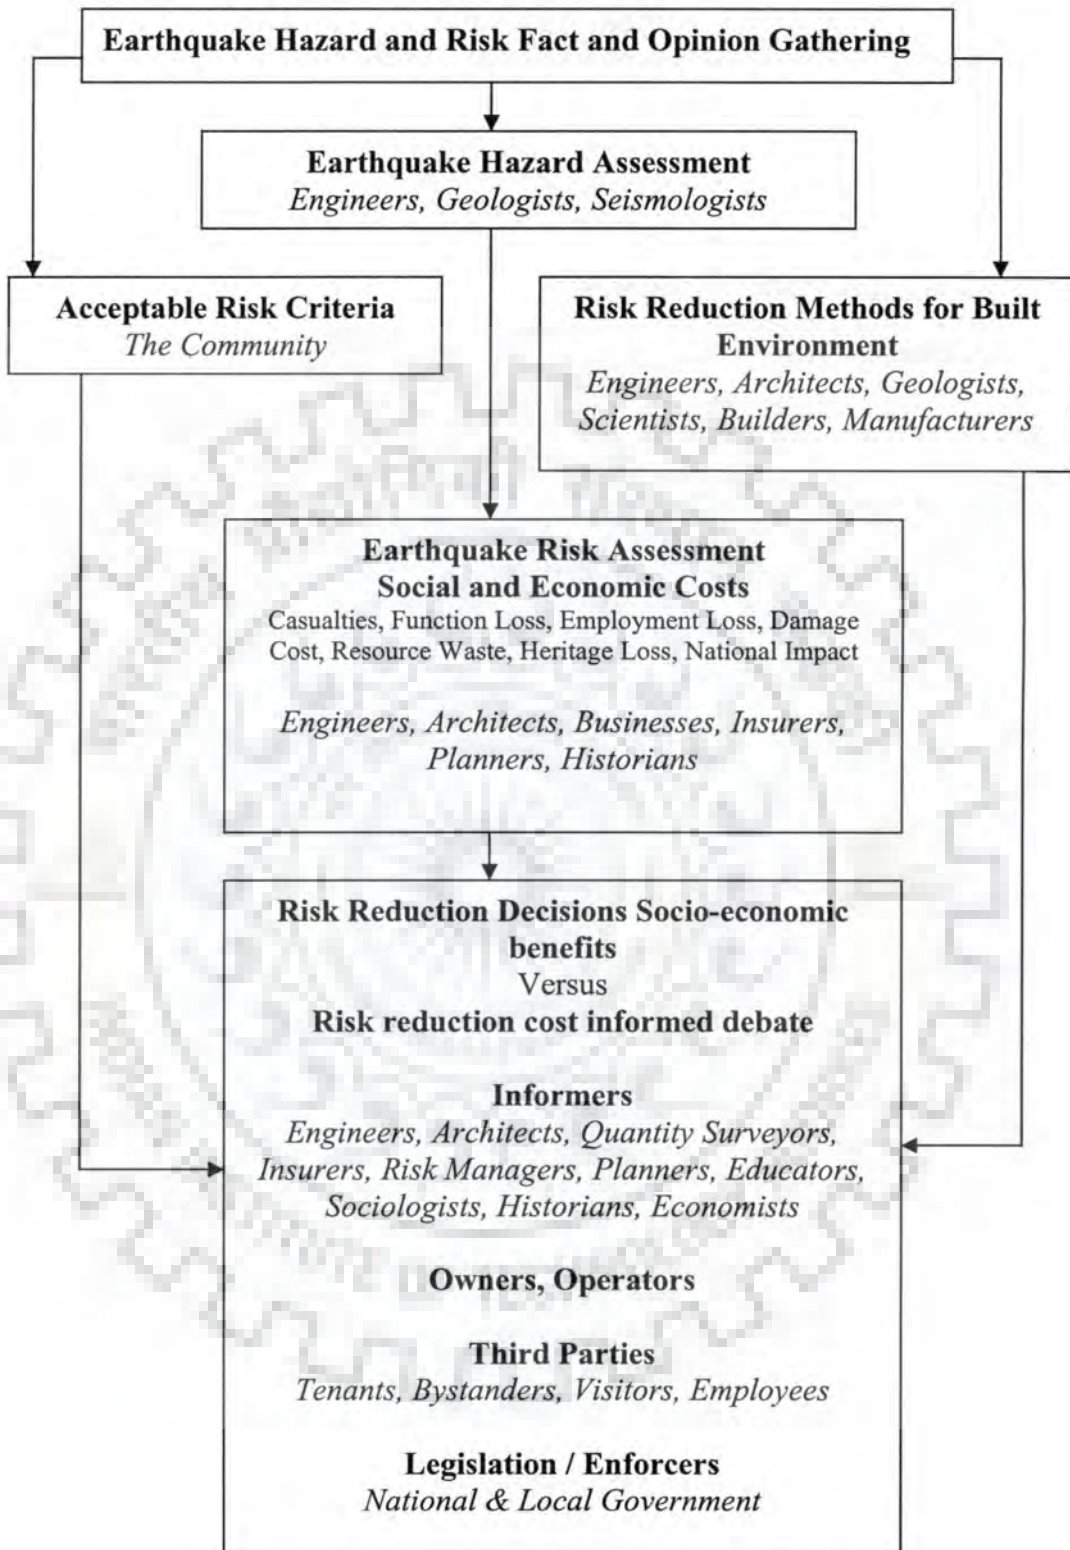 Earthquake Hazard and Risk Fact and Opinion Gathering
Earthquake Hazard Assessment
Engineers, Geologists, Seismologists
Acceptable Risk Criteria
The Community
Risk Reduction Methods for Built
Environment
Engineers, Architects, Geologists,
Scientists, Builders, Manufacturers
Earthquake Risk Assessment
Social and Economic Costs
Casualties, Function Loss, Employment Loss, Damage
Cost, Resource Waste, Heritage Loss, National Impact
Engineers, Architects, Businesses, Insurers,
Planners, Historians
Risk Reduction Decisions Socio-economic
benefits
Versus
Risk reduction cost informed debate
Informers
Engineers, Architects, Quantity Surveyors,
Insurers, Risk Managers, Planners, Educators,
Sociologists, Historians, Economists
Owners, Operators
Third Parties
Tenants, Bystanders, Visitors, Employees
Legislation / Enforcers
National & Local Government